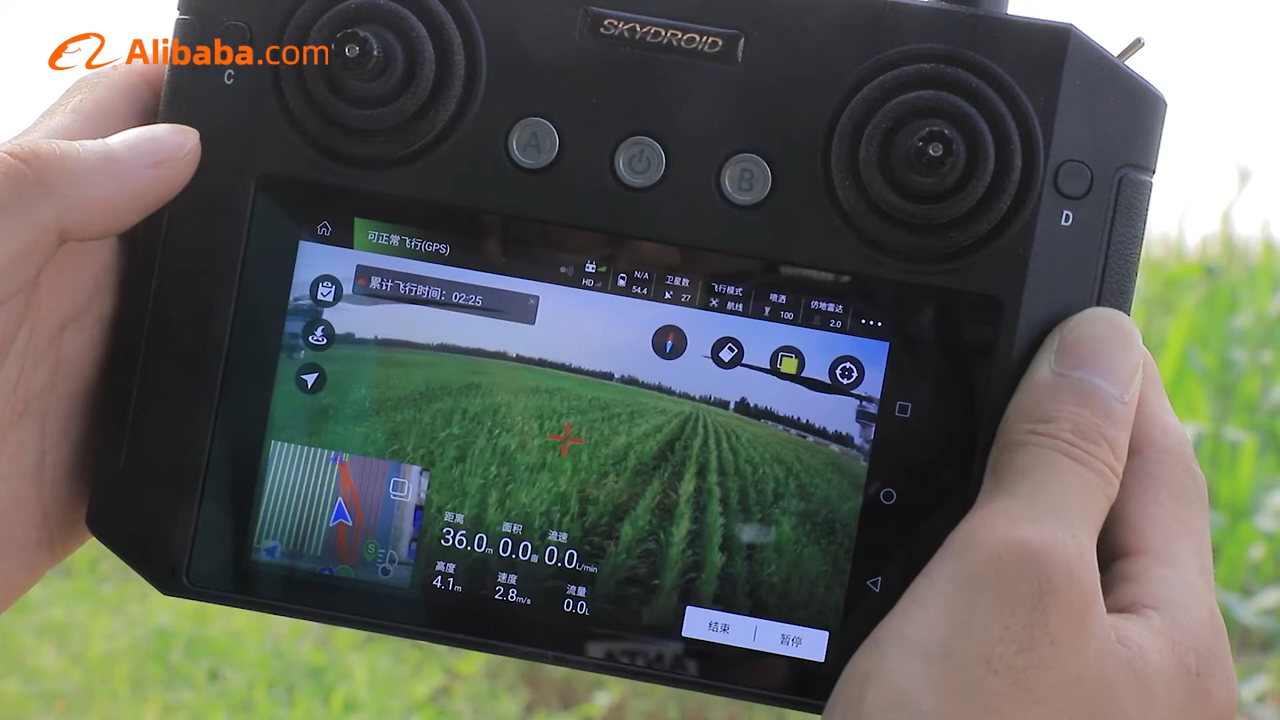 Alibaba.com
SKYDROID
C
A
B
D
可正常飞行(GPS)
累计飞行时间：02:25
HD
N/A
54.4
卫星数
27
飞行模式
航线
喷洒
100
仿地雷达
2.0
距离
36.0m
面积
0.0亩
流速
0.0L/min
高度
4.1m
速度
2.8m/s
流量
0.0L
S
结束
暂停